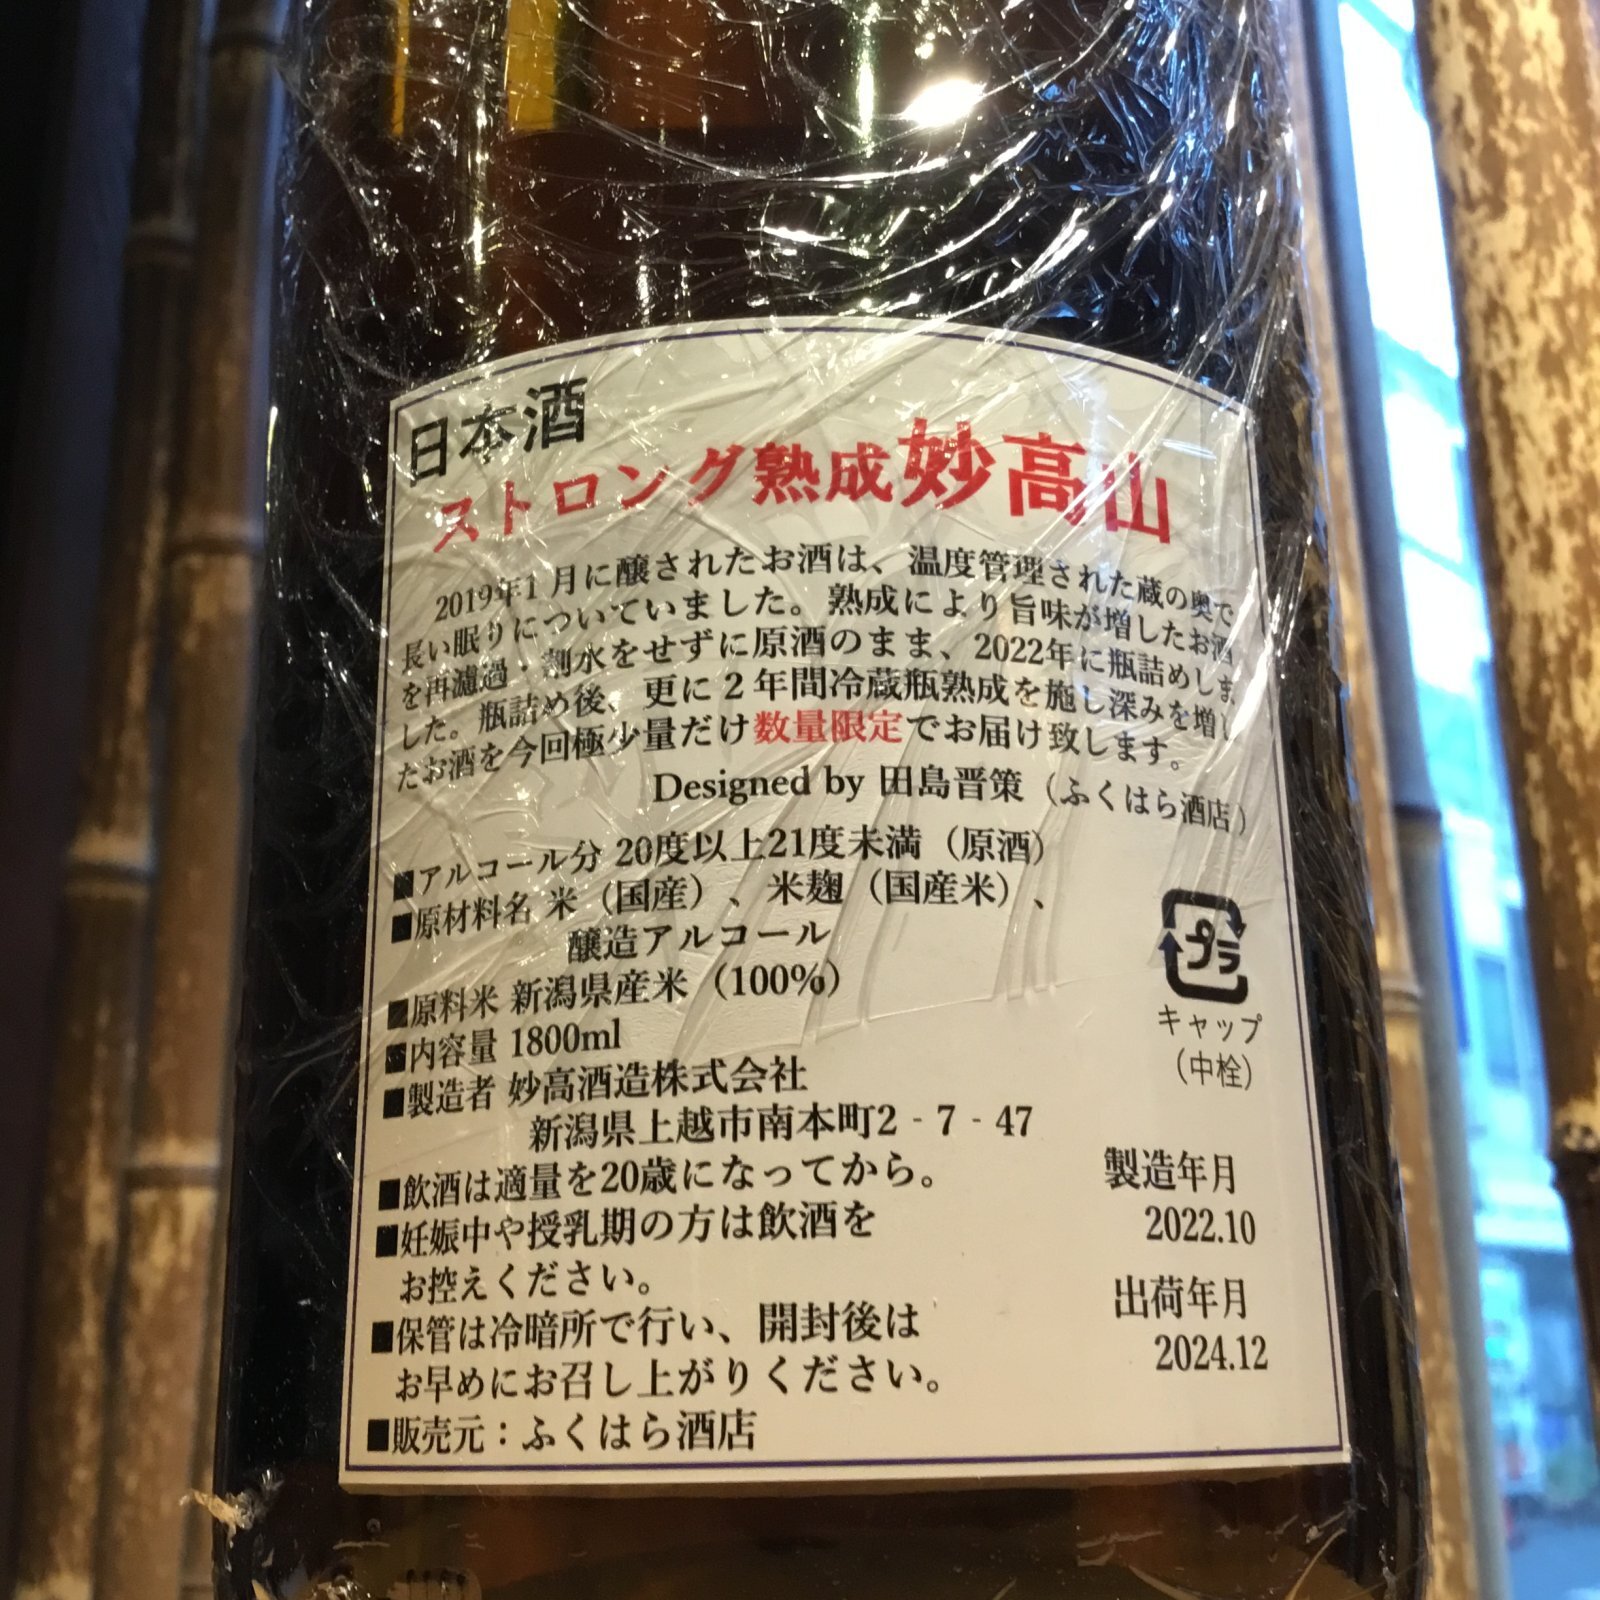 日本酒
ストロング熟成妙高山
2019年1月に醸されたお酒は、温度管理された蔵の奥で
長い眠りについていました。熟成により旨味が増したお酒
を再濾過・割水をせずに原酒のまま、2022年に瓶詰めしま
した。瓶詰め後、更に2年間冷蔵瓶熟成を施し深みを増し
たお酒を今回極少量だけ数量限定でお届け致します。
Designed by 田島晋策（ふくはら酒店）
■アルコール分 20度以上21度未満（原酒）
■原材料名 米（国産）、米麹（国産米）、
醸造アルコール
■原料米 新潟県産米（100%）
■内容量 1800ml
■製造者 妙高酒造株式会社
新潟県上越市南本町2 - 7 - 47
■飲酒は適量を20歳になってから。
■妊娠中や授乳期の方は飲酒を
お控えください。
■保管は冷暗所で行い、開封後は
お早めにお召し上がりください。
■販売元：ふくはら酒店
プラ
キャップ
（中栓）
製造年月
2022.10
出荷年月
2024.12